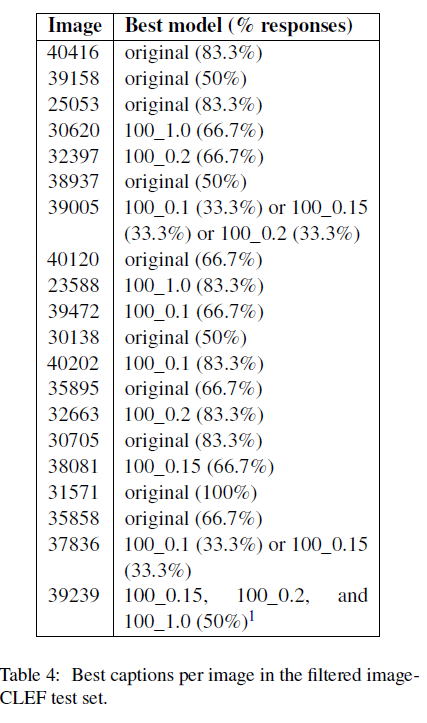 Image Best model (% responses)
40416 original (83.3%)
39158 original (50%)
25053 original (83.3%)
30620 100_1.0 (66.7%)
32397 100_0.2 (66.7%)
38937 original (50%)
39005 100_0.1 (33.3%) or 100_0.15
(33.3%) or 100_0.2 (33.3%)
40120 original (66.7%)
23588 100_1.0 (83.3%)
39472 100_0.1 (66.7%)
30138 original (50%)
40202 100_0.1 (83.3%)
35895 original (66.7%)
32663 100_0.2 (83.3%)
30705 original (83.3%)
38081 100_0.15 (66.7%)
31571 original (100%)
35858 original (66.7%)
37836 100_0.1 (33.3%) or 100_0.15
(33.3%)
39239 100_0.15, 100_0.2, and
100_1.0 (50%)¹
Table 4: Best captions per image in the filtered image-
CLEF test set.